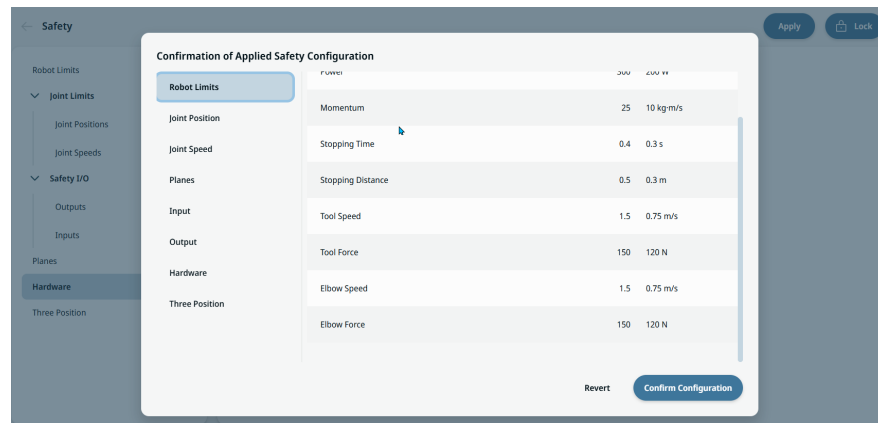 Safety
Apply
Lock
Robot Limits
Joint Limits
Joint Positions
Joint Speeds
Safety I/O
Outputs
Inputs
Planes
Hardware
Three Position
Confirmation of Applied Safety Configuration
Robot Limits
Joint Position
Joint Speed
Planes
Input
Output
Hardware
Three Position
Power 300 200 W
Momentum 25 10 kg·m/s
Stopping Time 0.4 0.3 s
Stopping Distance 0.5 0.3 m
Tool Speed 1.5 0.75 m/s
Tool Force 150 120 N
Elbow Speed 1.5 0.75 m/s
Elbow Force 150 120 N
Revert
Confirm Configuration